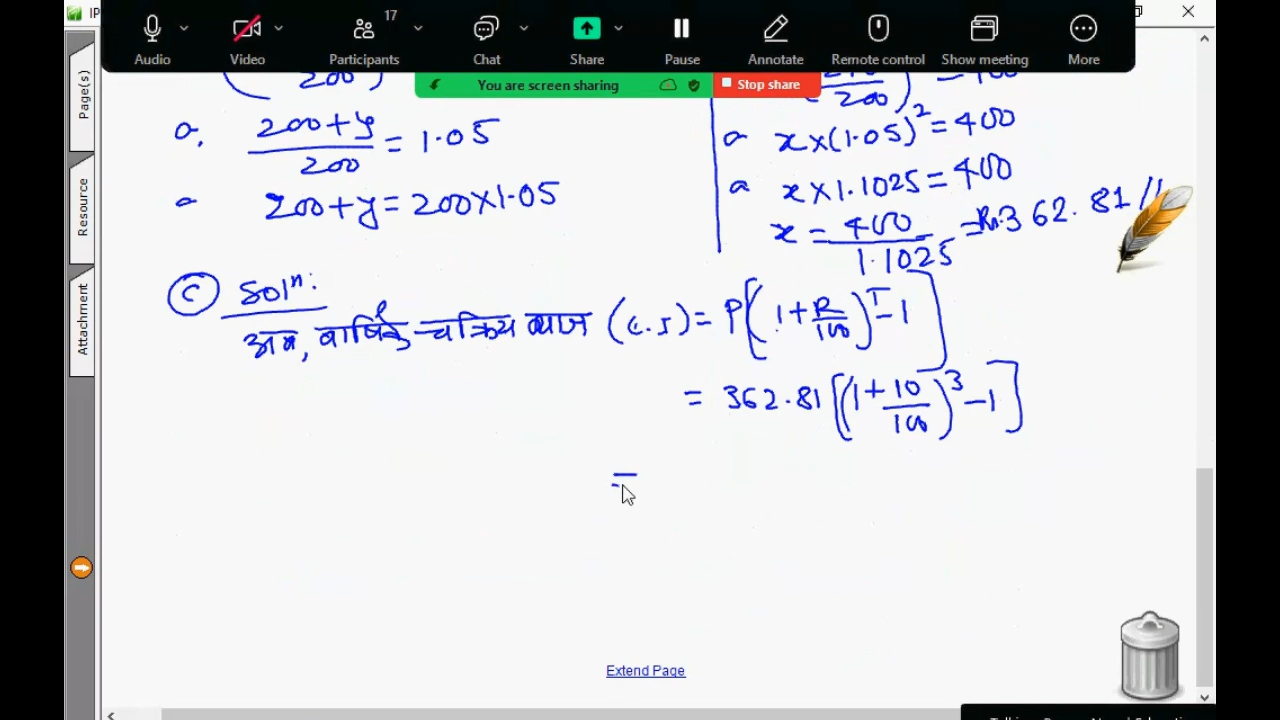 IP
17
Audio
Video
Participants
Chat
Share
Pause
Annotate
Remote control
Show meeting
More
You are screen sharing
Stop share
Page(s)
Resource
Attachment
200
a, 200+y/200 = 1.05
a 200+y = 200×1.05
200)
a x×(1.05)² = 400
a x×1.1025 = 400
x = 400/1.1025 = Rs.362.81//
ⓒ Solⁿ:
अब, वार्षिक चक्रिय ब्याज (C.I) = P[(1+R/100)ᵀ-1]
= 362.81[(1+10/100)³-1]
=
Extend Page